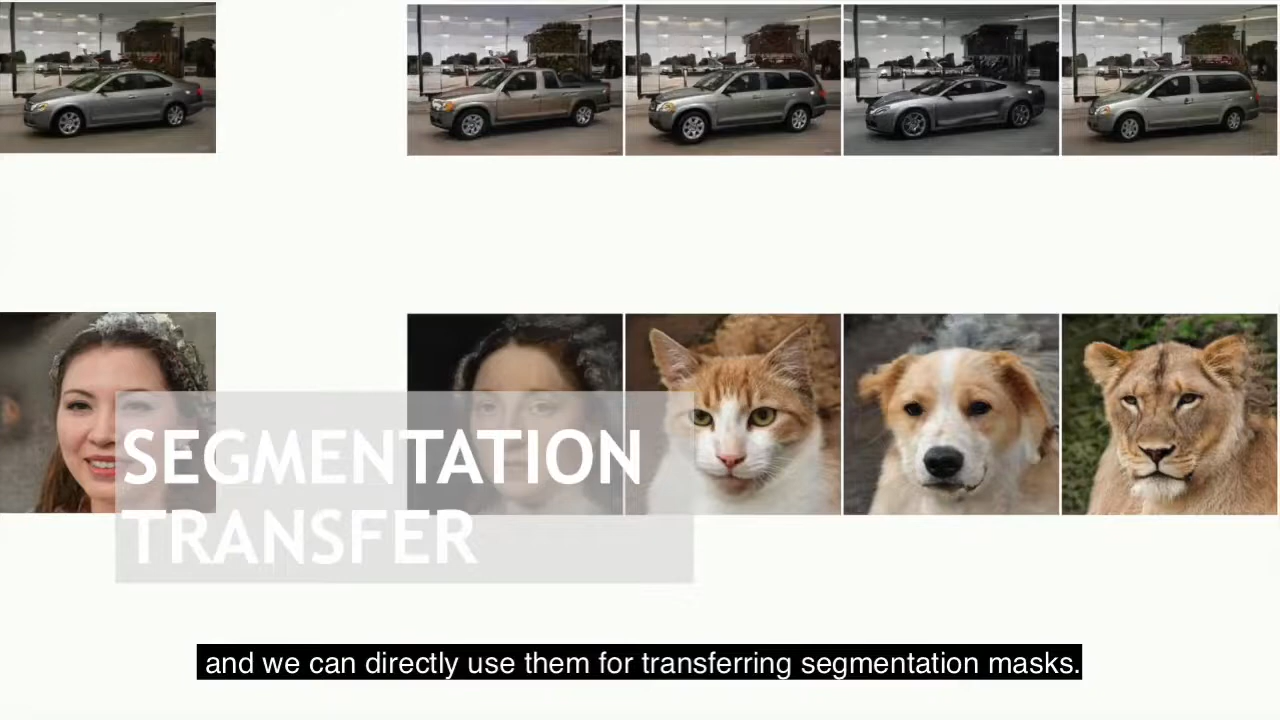 SEGMENTATION
TRANSFER
and we can directly use them for transferring segmentation masks.